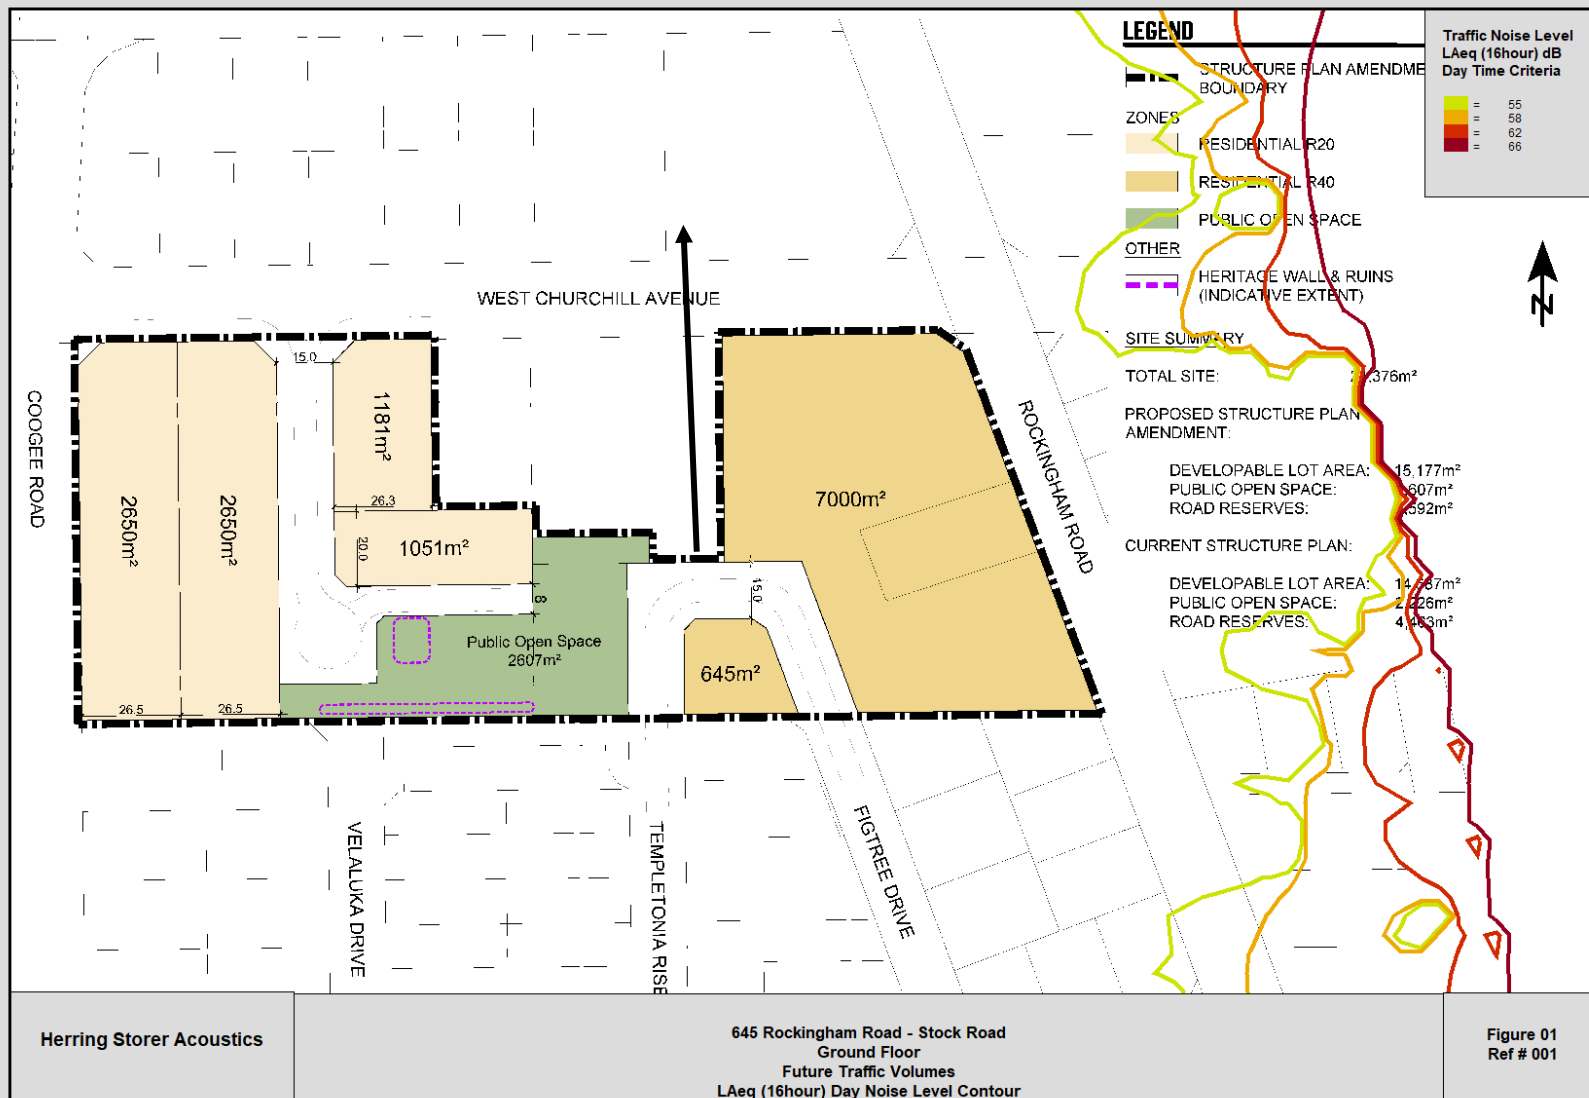 LEGEND
STRUCTURE PLAN AMENDME
BOUNDARY
ZONES
RESIDENTIAL R20
RESIDENTIAL R40
PUBLIC OPEN SPACE
OTHER
HERITAGE WALL & RUINS
(INDICATIVE EXTENT)
SITE SUMMARY
TOTAL SITE:
,376m²
PROPOSED STRUCTURE PLAN
AMENDMENT:
DEVELOPABLE LOT AREA: 15,177m²
PUBLIC OPEN SPACE: ,607m²
ROAD RESERVES: ,592m²
CURRENT STRUCTURE PLAN:
DEVELOPABLE LOT AREA:
PUBLIC OPEN SPACE: 2,226m²
ROAD RESERVES:
Traffic Noise Level
LAeq (16hour) dB
Day Time Criteria
= 55
= 58
= 62
= 66
N
WEST CHURCHILL AVENUE
COOGEE ROAD
ROCKINGHAM ROAD
15.0
1181m²
26.3
2650m²
2650m²
20.0
1051m²
7000m²
15.0
8
Public Open Space
2607m²
645m²
26.5
26.5
VELALUKA DRIVE
TEMPLETONIA RISE
FIGTREE DRIVE
Herring Storer Acoustics
645 Rockingham Road - Stock Road
Ground Floor
Future Traffic Volumes
LAeq (16hour) Day Noise Level Contour
Figure 01
Ref # 001